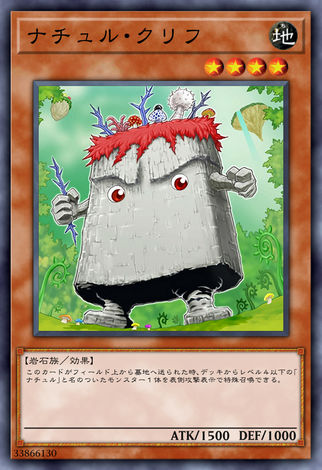 ナチュル・クリフ
地
【岩石族／効果】
このカードがフィールド上から墓地へ送られた時、デッキからレベル４以下の「
ナチュル」と名のついたモンスター１体を表側攻撃表示で特殊召喚できる。
ATK/1500 DEF/1000
33866130